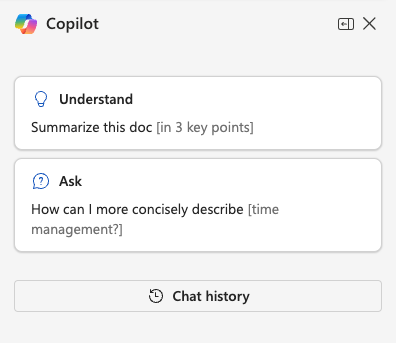 Copilot
Understand
Summarize this doc [in 3 key points]
Ask
How can I more concisely describe [time
management?]
Chat history